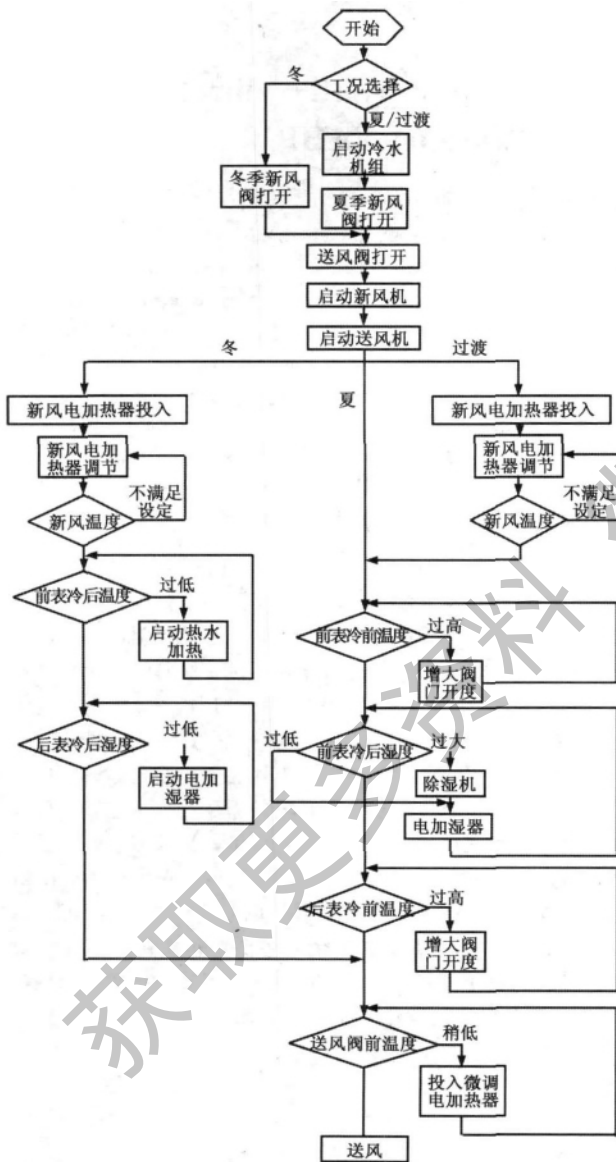 开始
冬
工况选择
夏/过渡
启动冷水
机组
冬季新风
阀打开
夏季新风
阀打开
送风阀打开
启动新风机
启动送风机
冬
过渡
夏
新风电加热器投入
新风电加热器投入
新风电加
热器调节
新风电加
热器调节
不满足
设定
不满足
设定
新风温度
新风温度
前表冷后温度
过低
启动热水
加热
前表冷前温度
过高
增大阀
门开度
后表冷后湿度
过低
启动电加
湿器
过低
前表冷后湿度
过大
除湿机
电加湿器
后表冷前温度
过高
增大阀
门开度
送风阀前温度
稍低
投入微调
电加热器
送风
获取更多资料